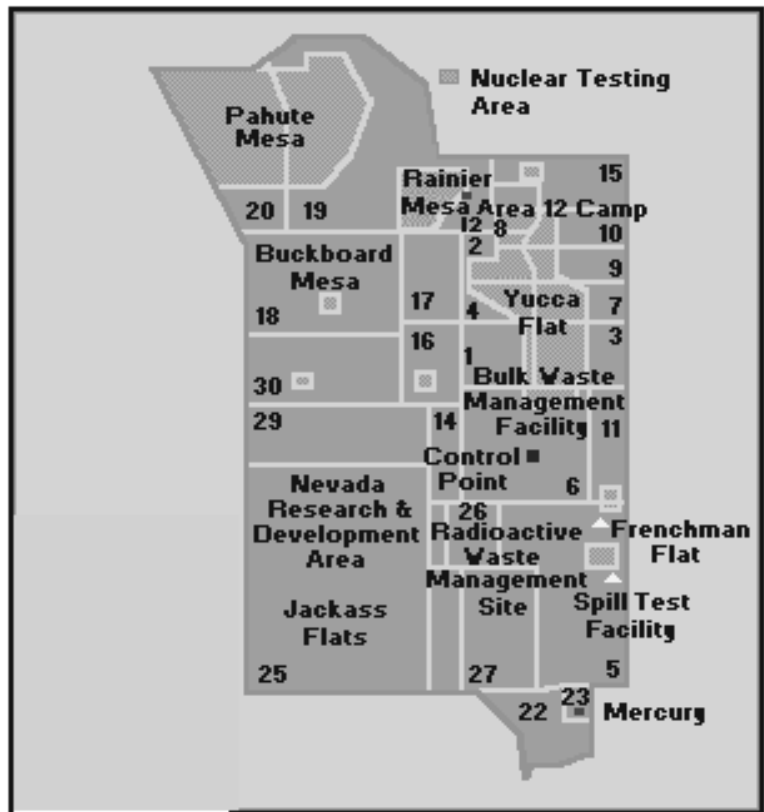 Nuclear Testing
Area
Pahute
Mesa
15
Rainier
Mesa Area 12 Camp
20 19
12 8
10
2
Buckboard
Mesa
9
17
4
Yucca
Flat
7
18
16
3
1
30
Bulk Waste
Management
Facility
29
14
11
Control
Point
6
Nevada
Research &
Development
Area
26
Radioactive
Waste
Management
Site
Frenchman
Flat
Jackass
Flats
Spill Test
Facility
25
27
5
22
23
Mercury